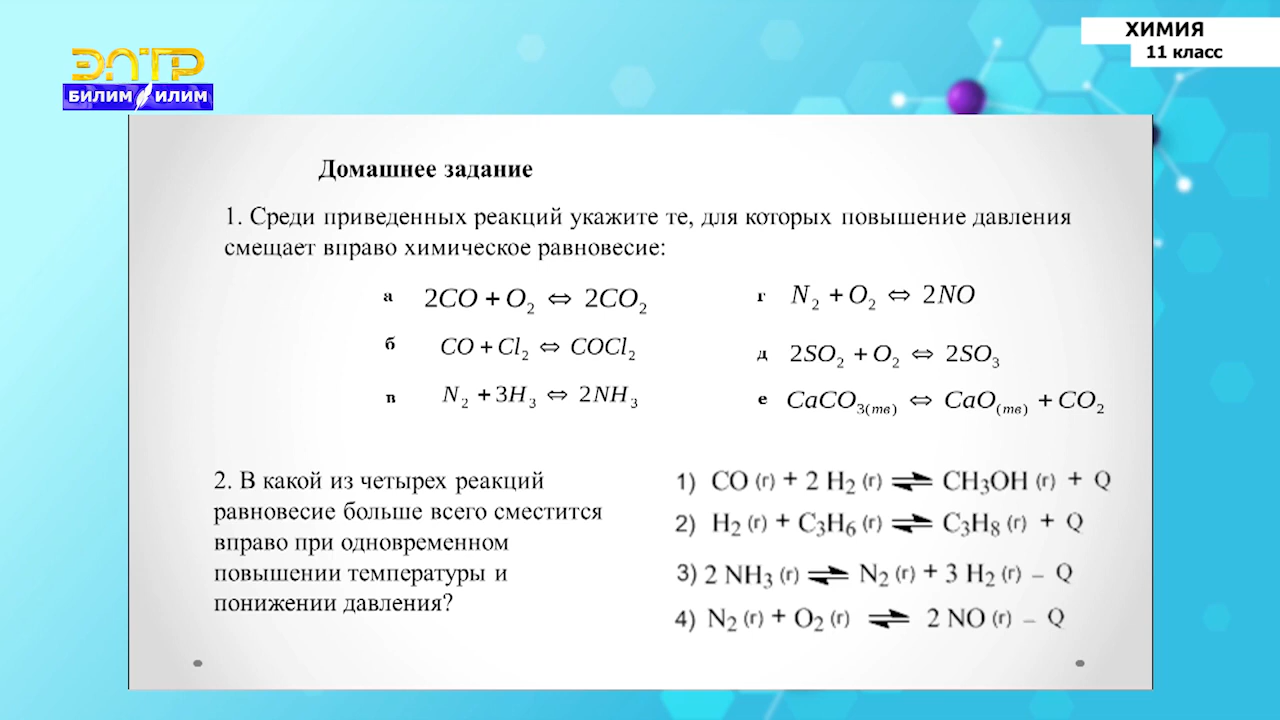 ХИМИЯ
11 класс
ЭЛТР
БИЛИМ ИЛИМ
Домашнее задание
1. Среди приведенных реакций укажите те, для которых повышение давления
смещает вправо химическое равновесие:
а 2CO + O₂ ⇔ 2CO₂
б CO + Cl₂ ⇔ COCl₂
в N₂ + 3H₃ ⇔ 2NH₃
г N₂ + O₂ ⇔ 2NO
д 2SO₂ + O₂ ⇔ 2SO₃
е CaCO₃(тв) ⇔ CaO(тв) + CO₂
2. В какой из четырех реакций
равновесие больше всего сместится
вправо при одновременном
повышении температуры и
понижении давления?
1) CO (г) + 2 H₂ (г) ⇌ CH₃OH (г) + Q
2) H₂ (г) + C₃H₆ (г) ⇌ C₃H₈ (г) + Q
3) 2 NH₃ (г) ⇌ N₂ (г) + 3 H₂ (г) – Q
4) N₂ (г) + O₂ (г) ⇌ 2 NO (г) – Q